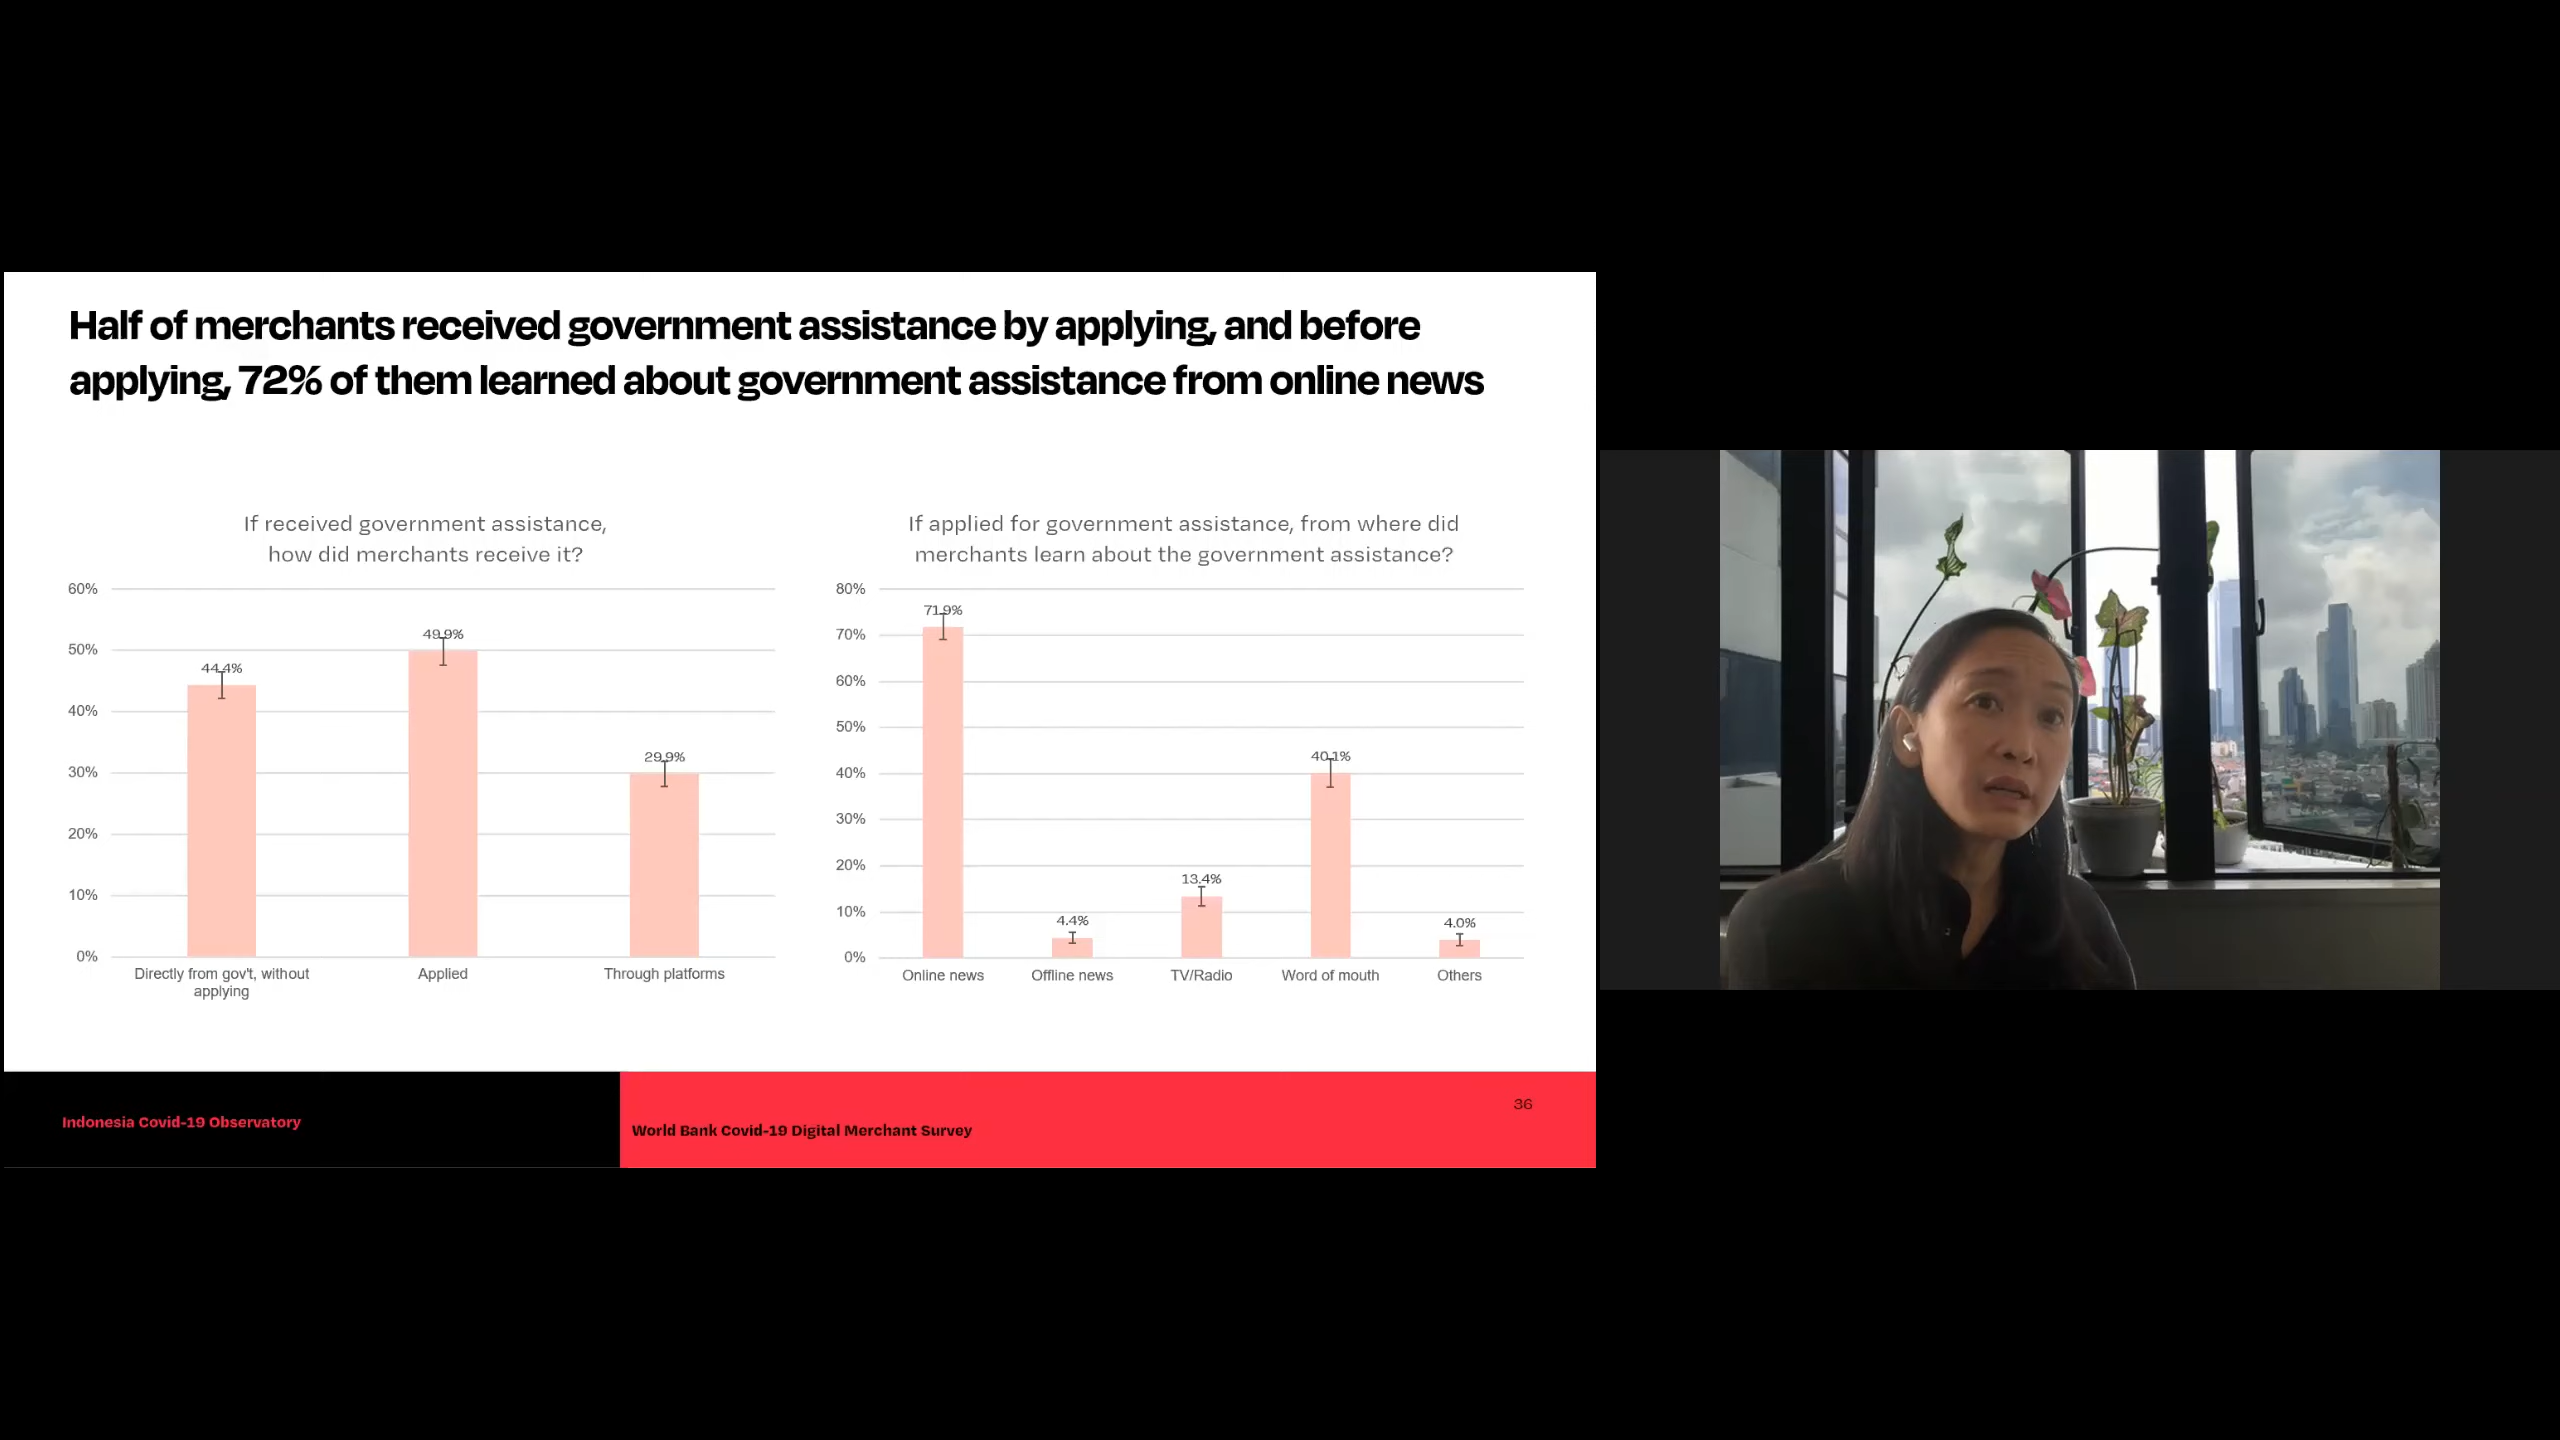 Half of merchants received government assistance by applying, and before
applying, 72% of them learned about government assistance from online news
If received government assistance,
how did merchants receive it?
60%
50%
40%
30%
20%
10%
0%
44.4%
49.9%
29.9%
Directly from gov't, without
applying
Applied
Through platforms
If applied for government assistance, from where did
merchants learn about the government assistance?
80%
70%
60%
50%
40%
30%
20%
10%
0%
71.9%
4.4%
13.4%
40.1%
4.0%
Online news
Offline news
TV/Radio
Word of mouth
Others
Indonesia Covid-19 Observatory
World Bank Covid-19 Digital Merchant Survey
36